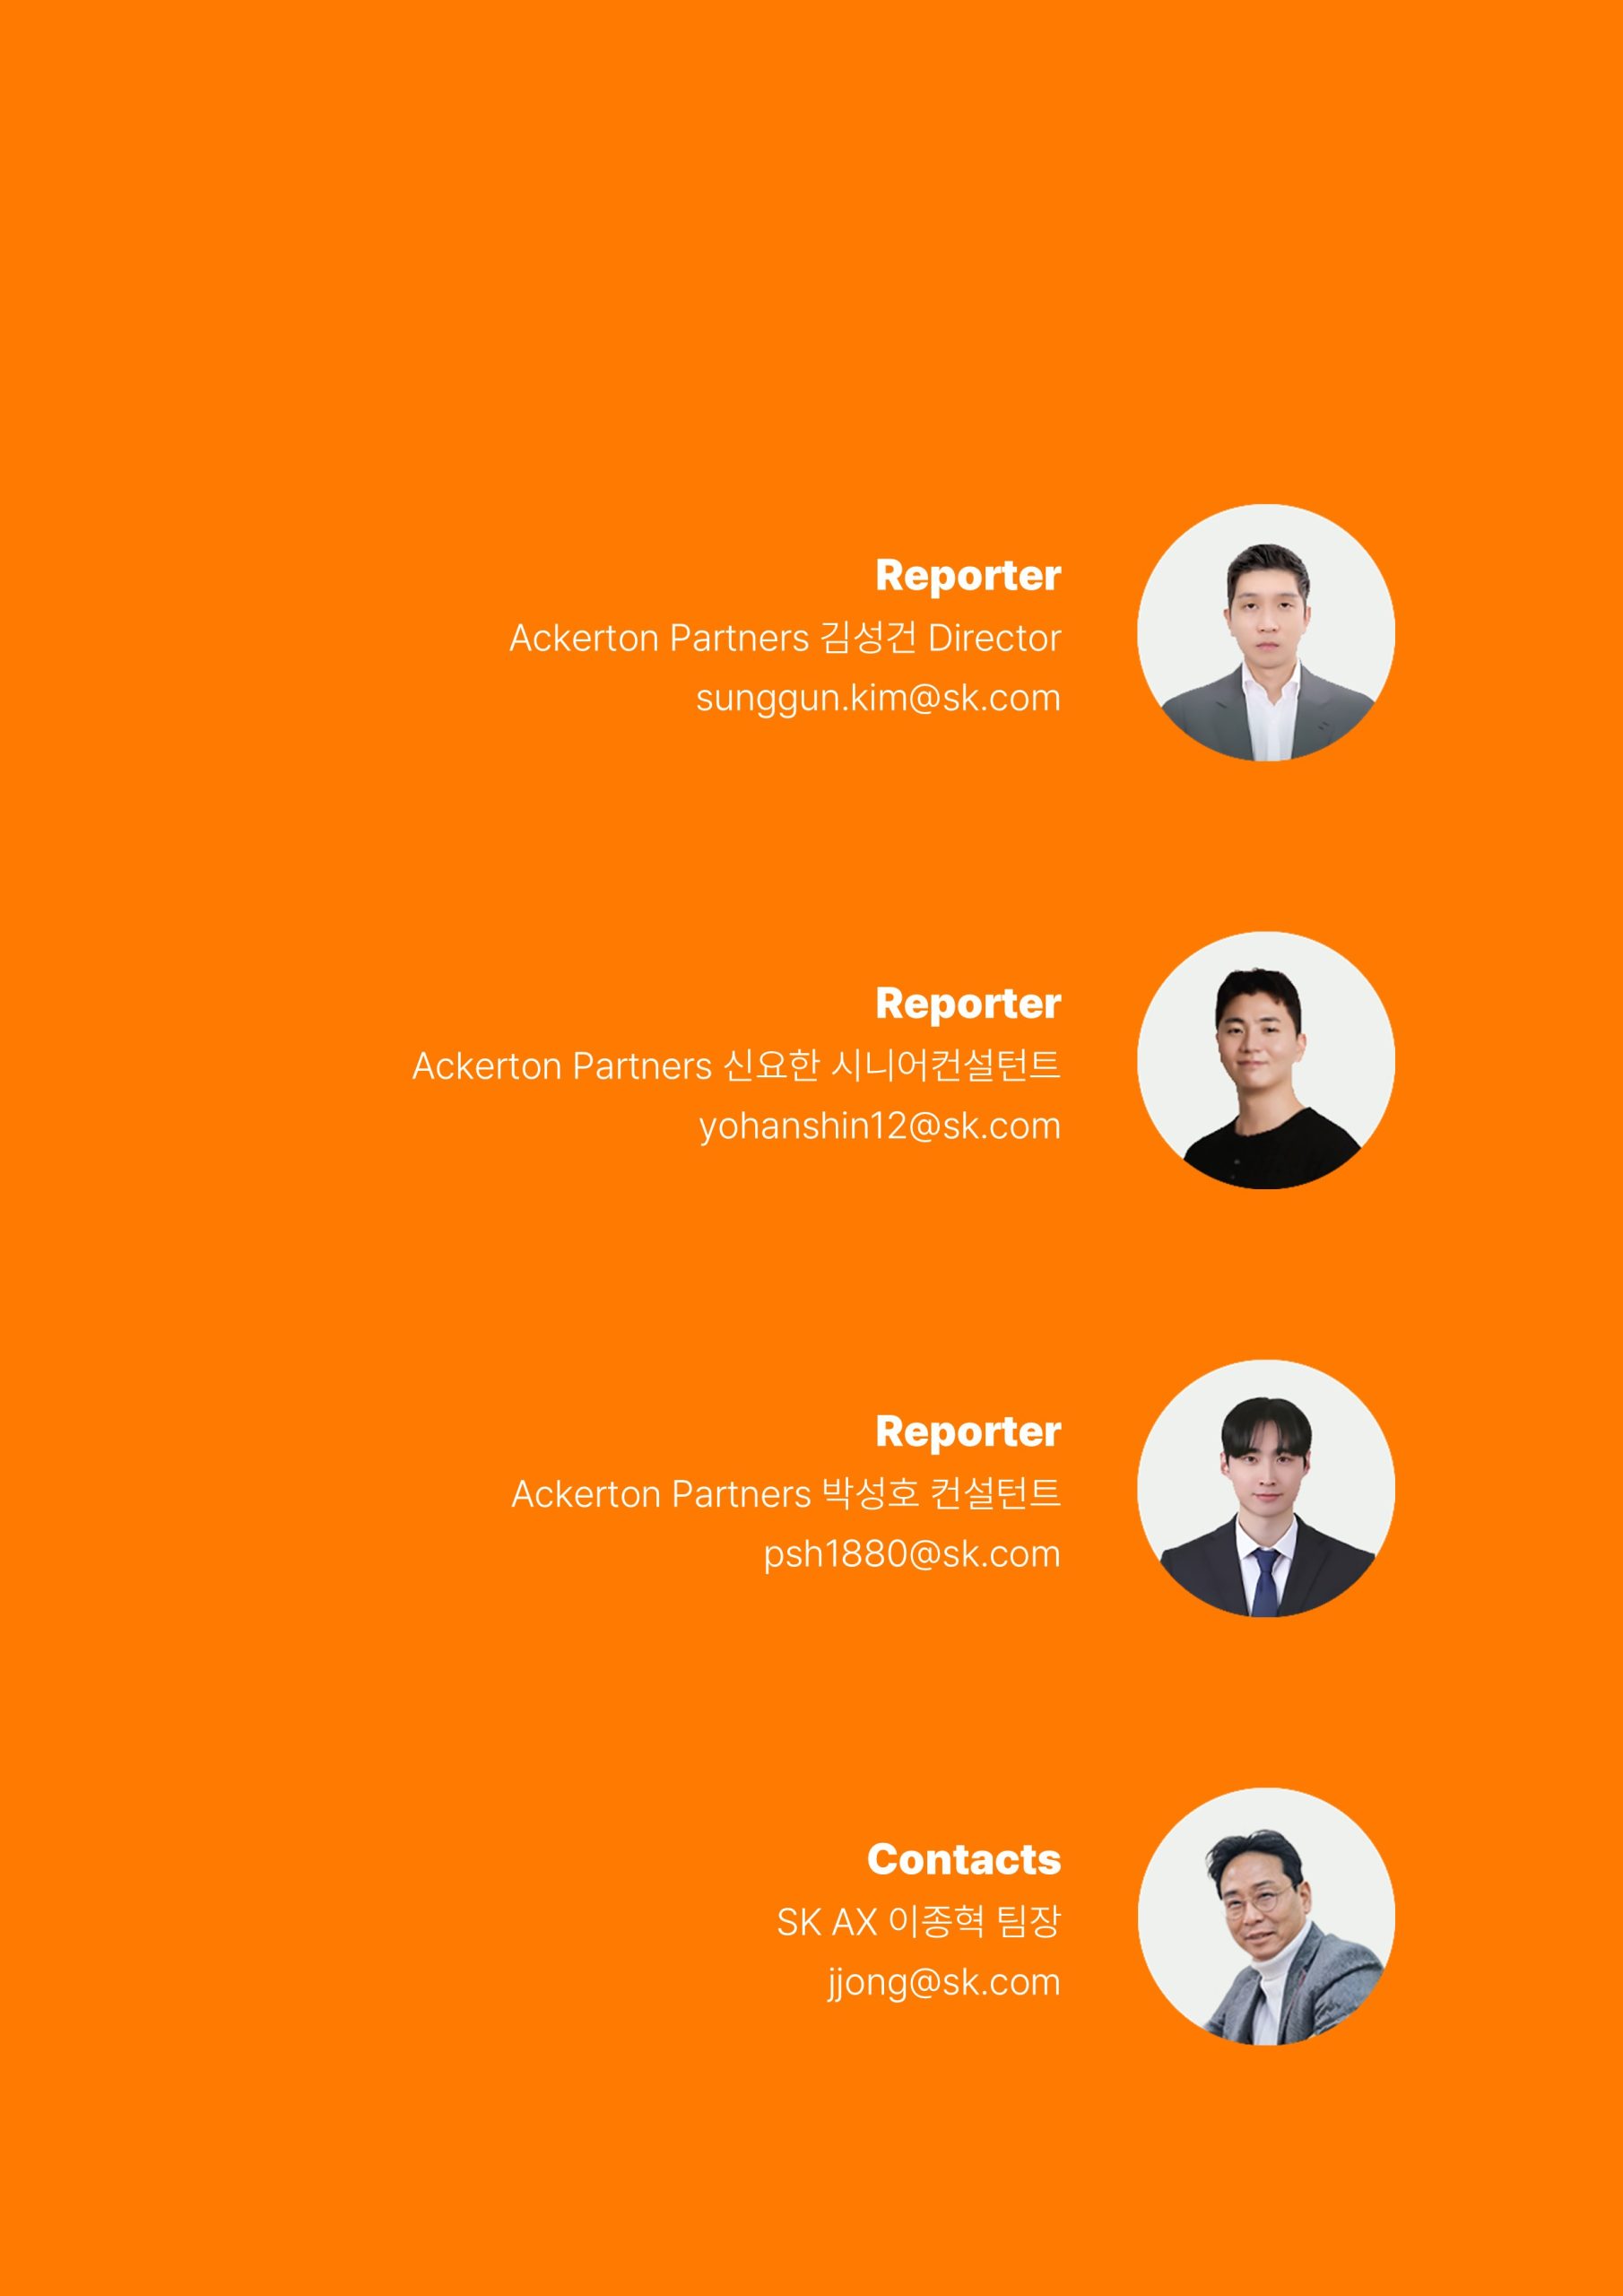 Reporter
Ackerton Partners 김성건 Director
sunggun.kim@sk.com
Reporter
Ackerton Partners 신요한 시니어컨설턴트
yohanshin12@sk.com
Reporter
Ackerton Partners 박성호 컨설턴트
psh1880@sk.com
Contacts
SK AX 이종혁 팀장
jjong@sk.com